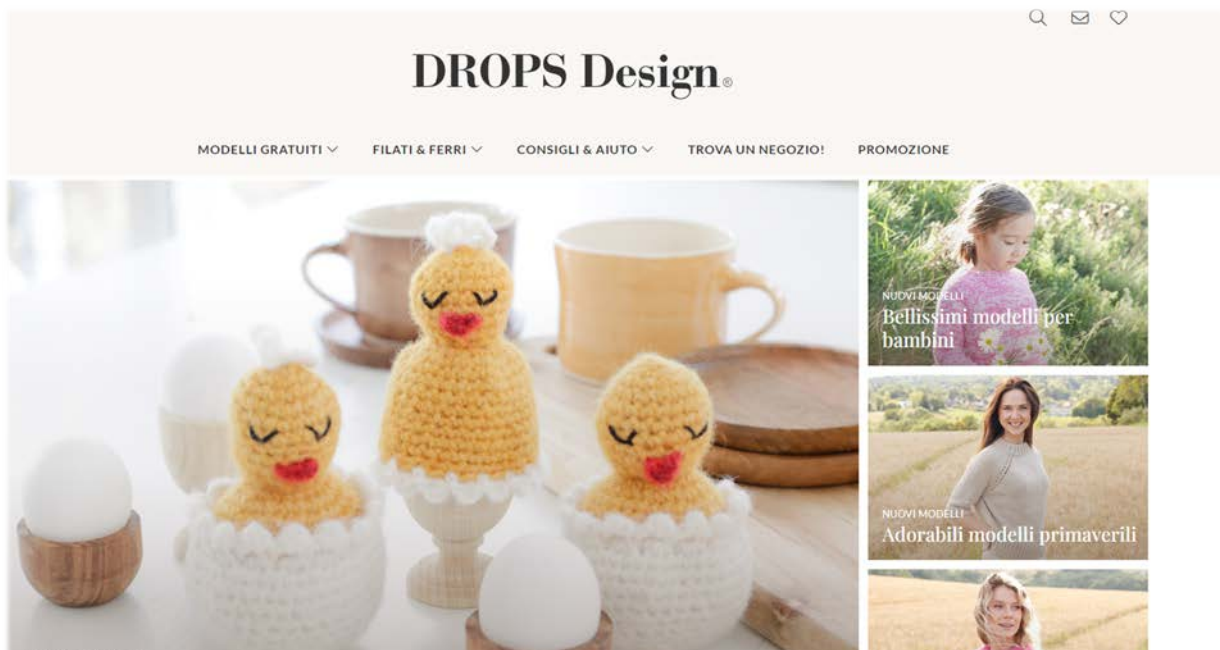 DROPS Design®
MODELLI GRATUITI
FILATI & FERRI
CONSIGLI & AIUTO
TROVA UN NEGOZIO!
PROMOZIONE
NUOVI MODELLI
Bellissimi modelli per
bambini
NUOVI MODELLI
Adorabili modelli primaverili